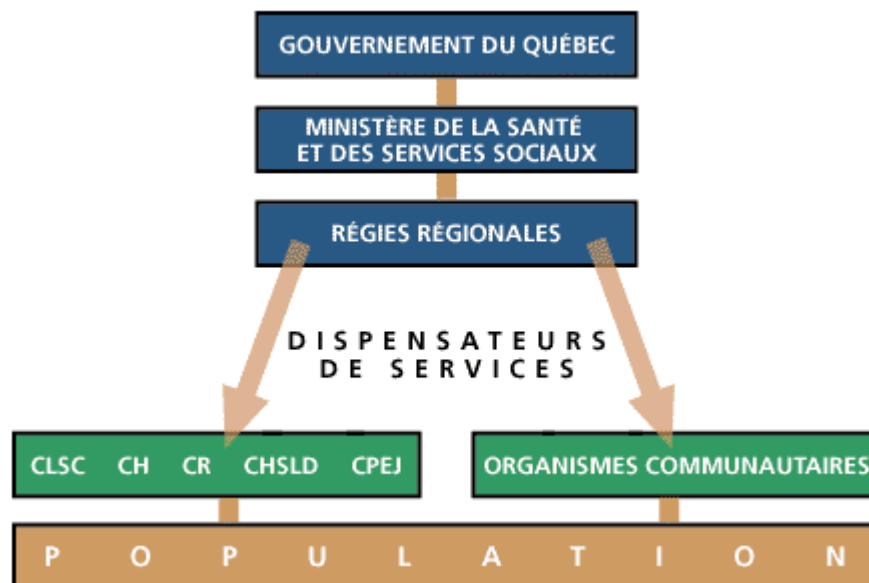 GOUVERNEMENT DU QUÉBEC
MINISTÈRE DE LA SANTÉ
ET DES SERVICES SOCIAUX
RÉGIES RÉGIONALES
DISPENSATEURS
DE SERVICES
CLSC CH CR CHSLD CPEJ
ORGANISMES COMMUNAUTAIRES
POPULATION